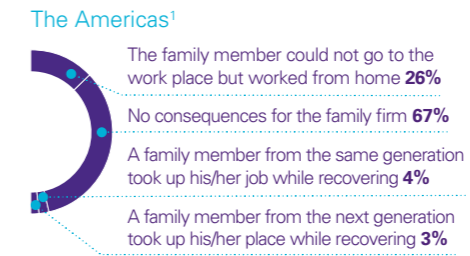 The Americas¹
The family member could not go to the
work place but worked from home 26%
No consequences for the family firm 67%
A family member from the same generation
took up his/her job while recovering 4%
A family member from the next generation
took up his/her place while recovering 3%